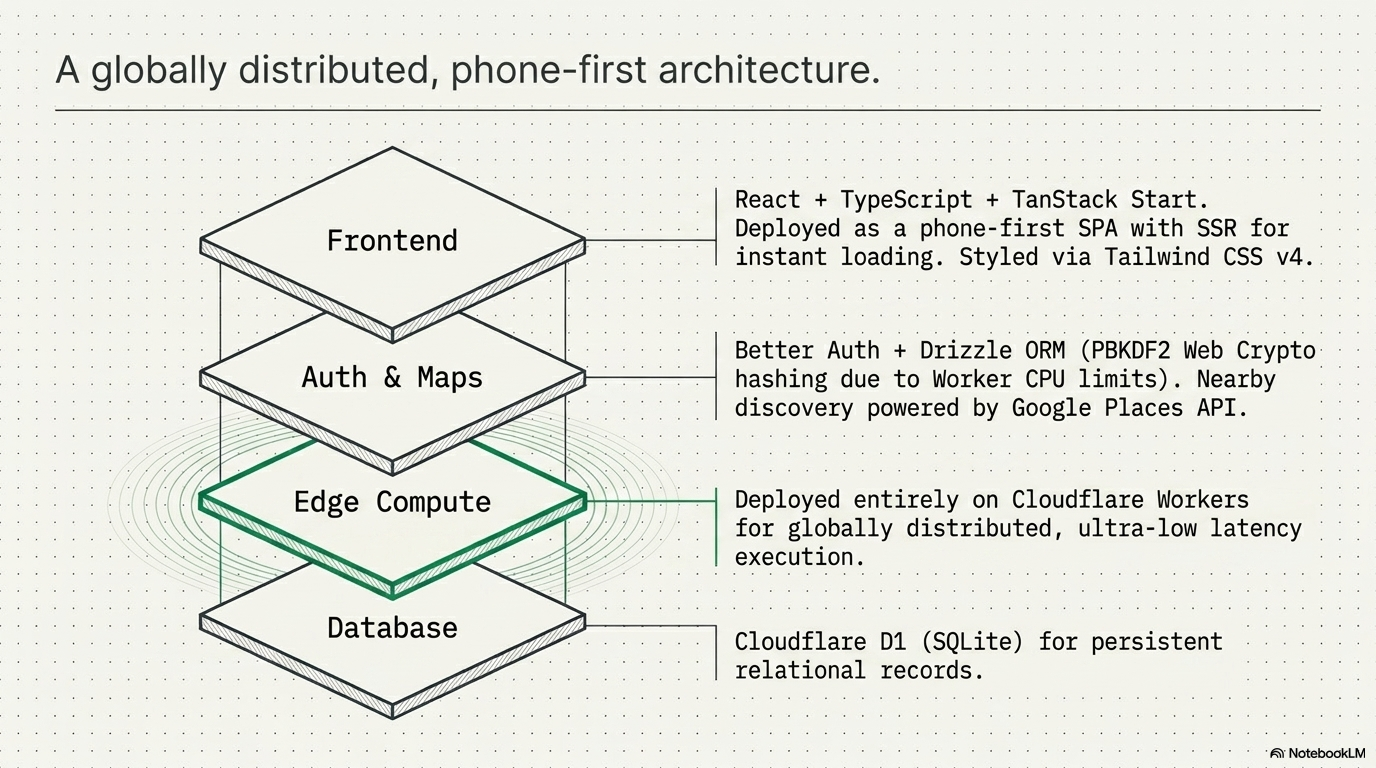 A globally distributed, phone-first architecture.
Frontend
React + TypeScript + TanStack Start.
Deployed as a phone-first SPA with SSR for
instant loading. Styled via Tailwind CSS v4.
Auth & Maps
Better Auth + Drizzle ORM (PBKDF2 Web Crypto
hashing due to Worker CPU limits). Nearby
discovery powered by Google Places API.
Edge Compute
Deployed entirely on Cloudflare Workers
for globally distributed, ultra-low latency
execution.
Database
Cloudflare D1 (SQLite) for persistent
relational records.
NotebookLM